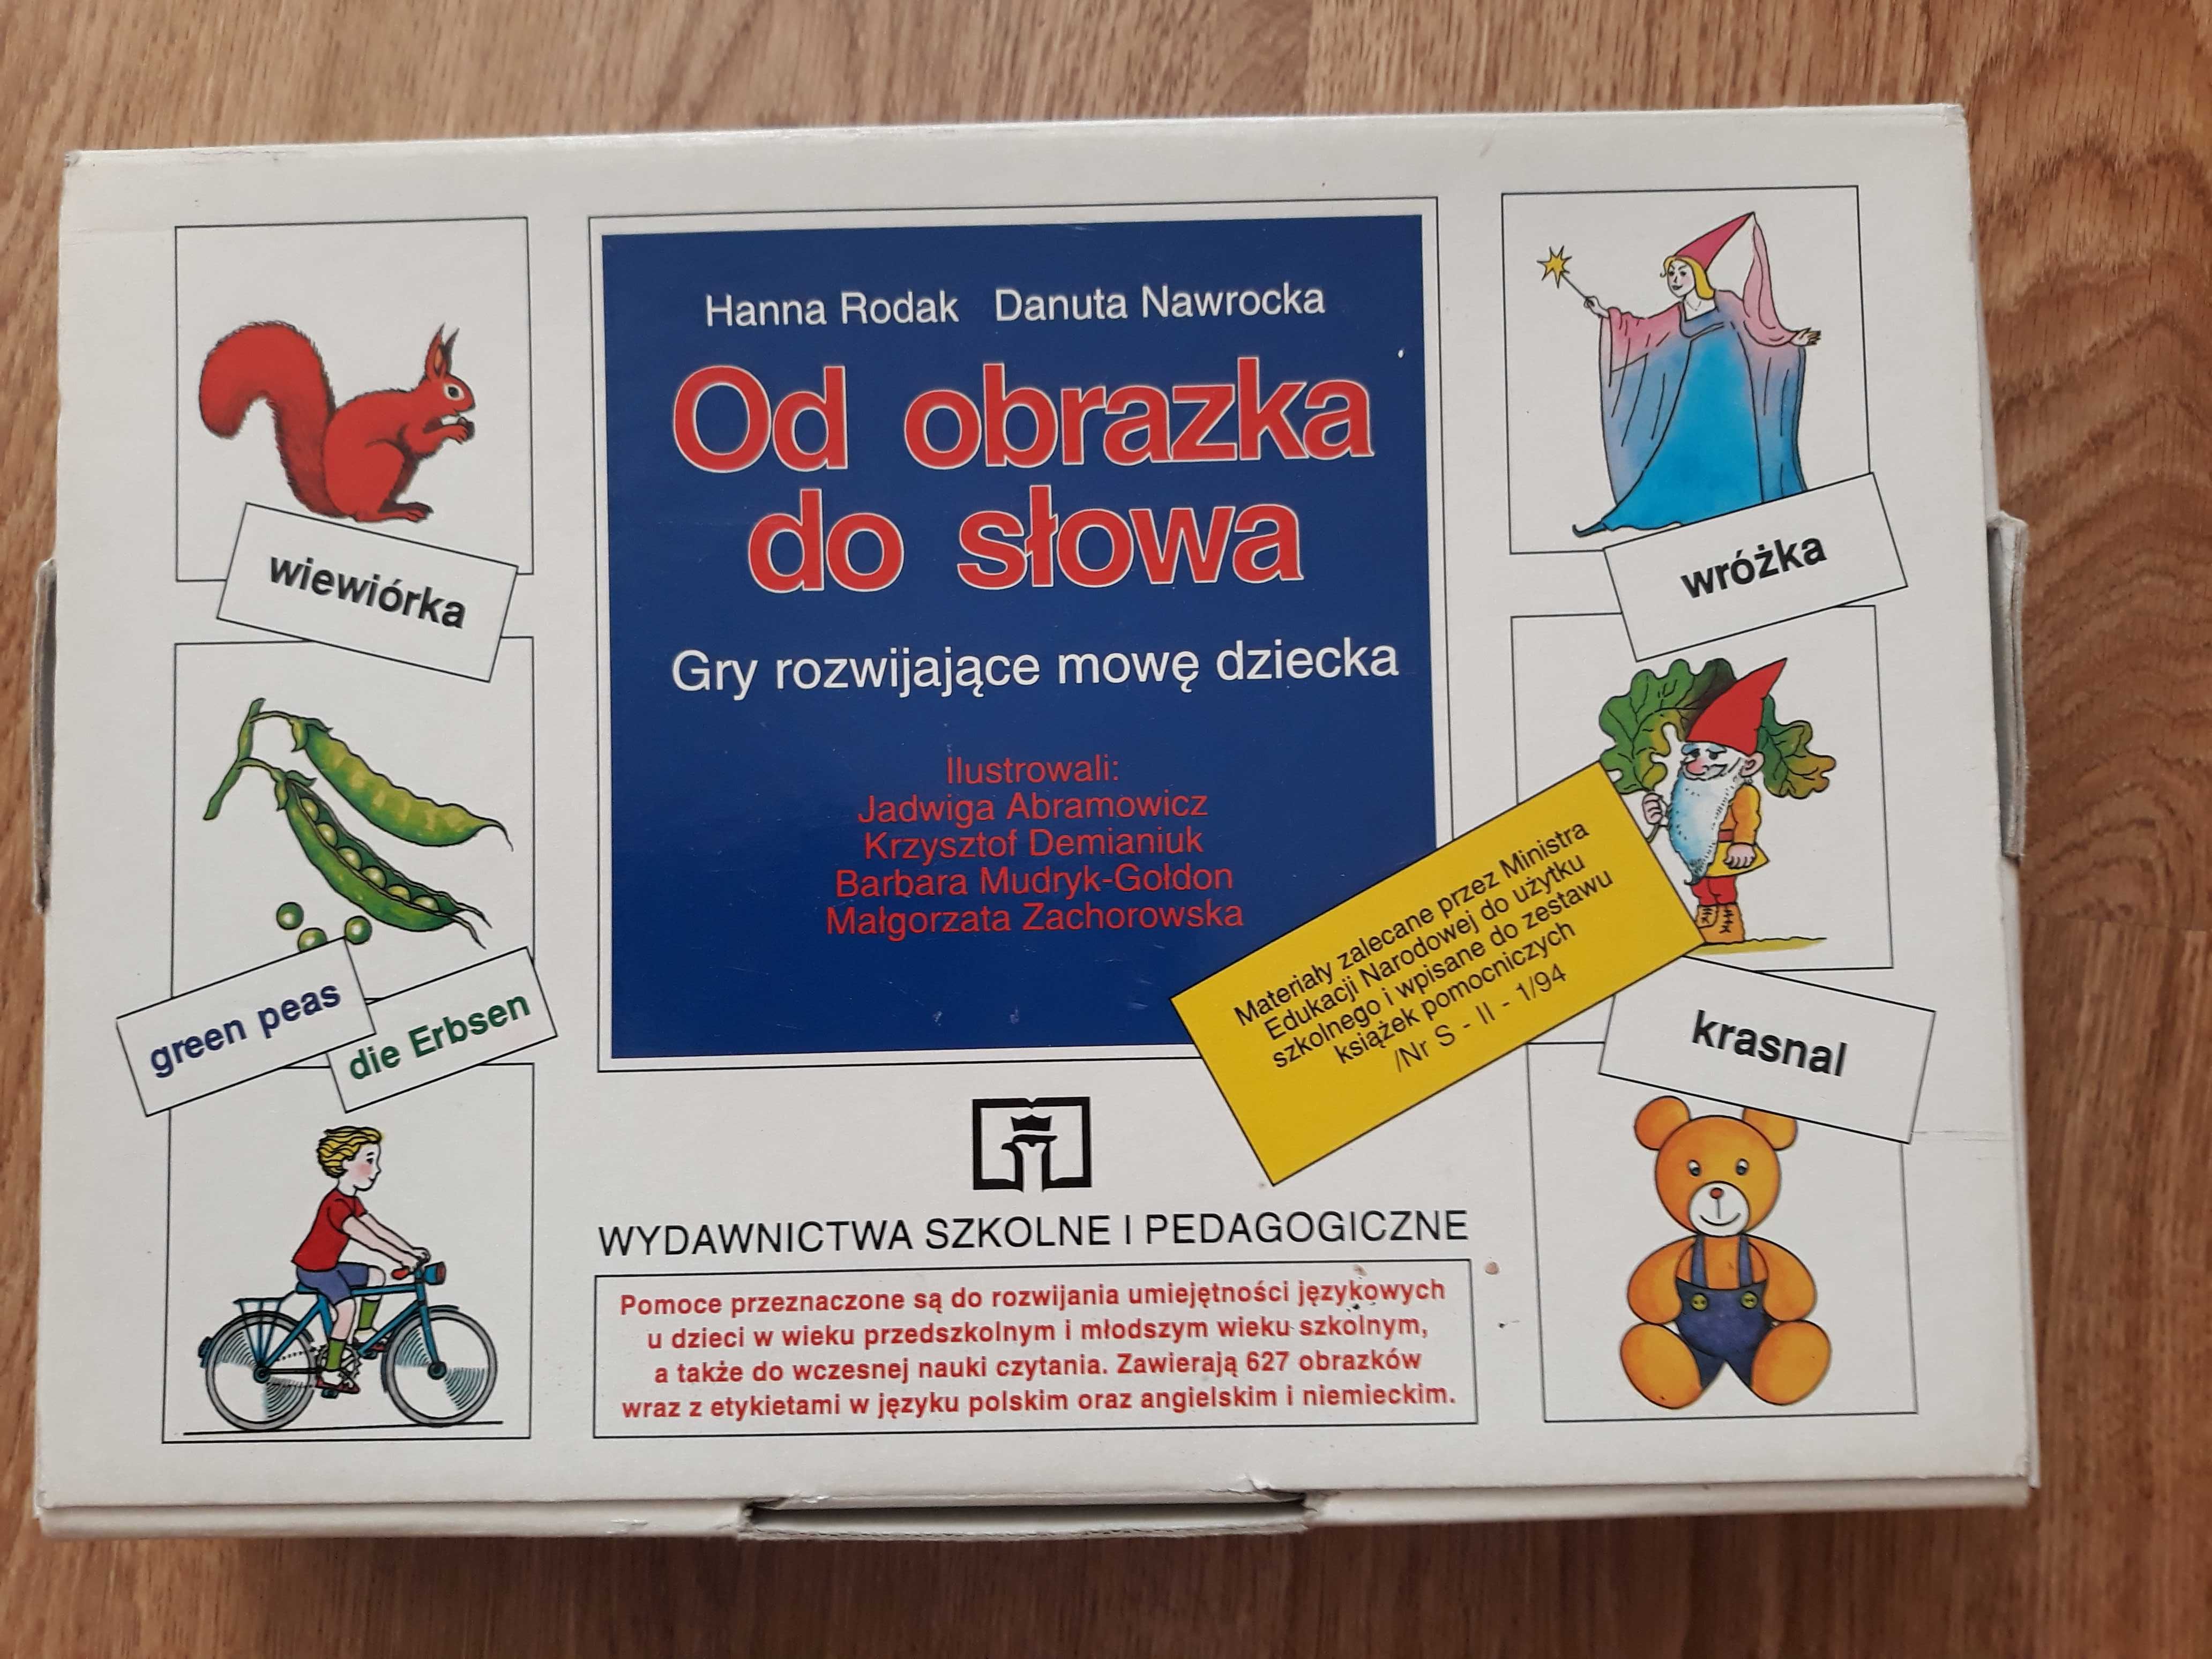 Hanna Rodak Danuta Nawrocka
Od obrazka
do słowa
Gry rozwijające mowę dziecka
Ilustrowali:
Jadwiga Abramowicz
Krzysztof Demianiuk
Barbara Mudryk-Gołdon
Małgorzata Zachorowska
wiewiórka
green peas
die Erbsen
wróżka
krasnal
Materiały zalecane przez Ministra
Edukacji Narodowej do użytku
szkolnego i wpisane do zestawu
książek pomocniczych
/Nr S - II - 1/94
WYDAWNICTWA SZKOLNE I PEDAGOGICZNE
Pomoce przeznaczone są do rozwijania umiejętności językowych
u dzieci w wieku przedszkolnym i młodszym wieku szkolnym,
a także do wczesnej nauki czytania. Zawierają 627 obrazków
wraz z etykietami w języku polskim oraz angielskim i niemieckim.